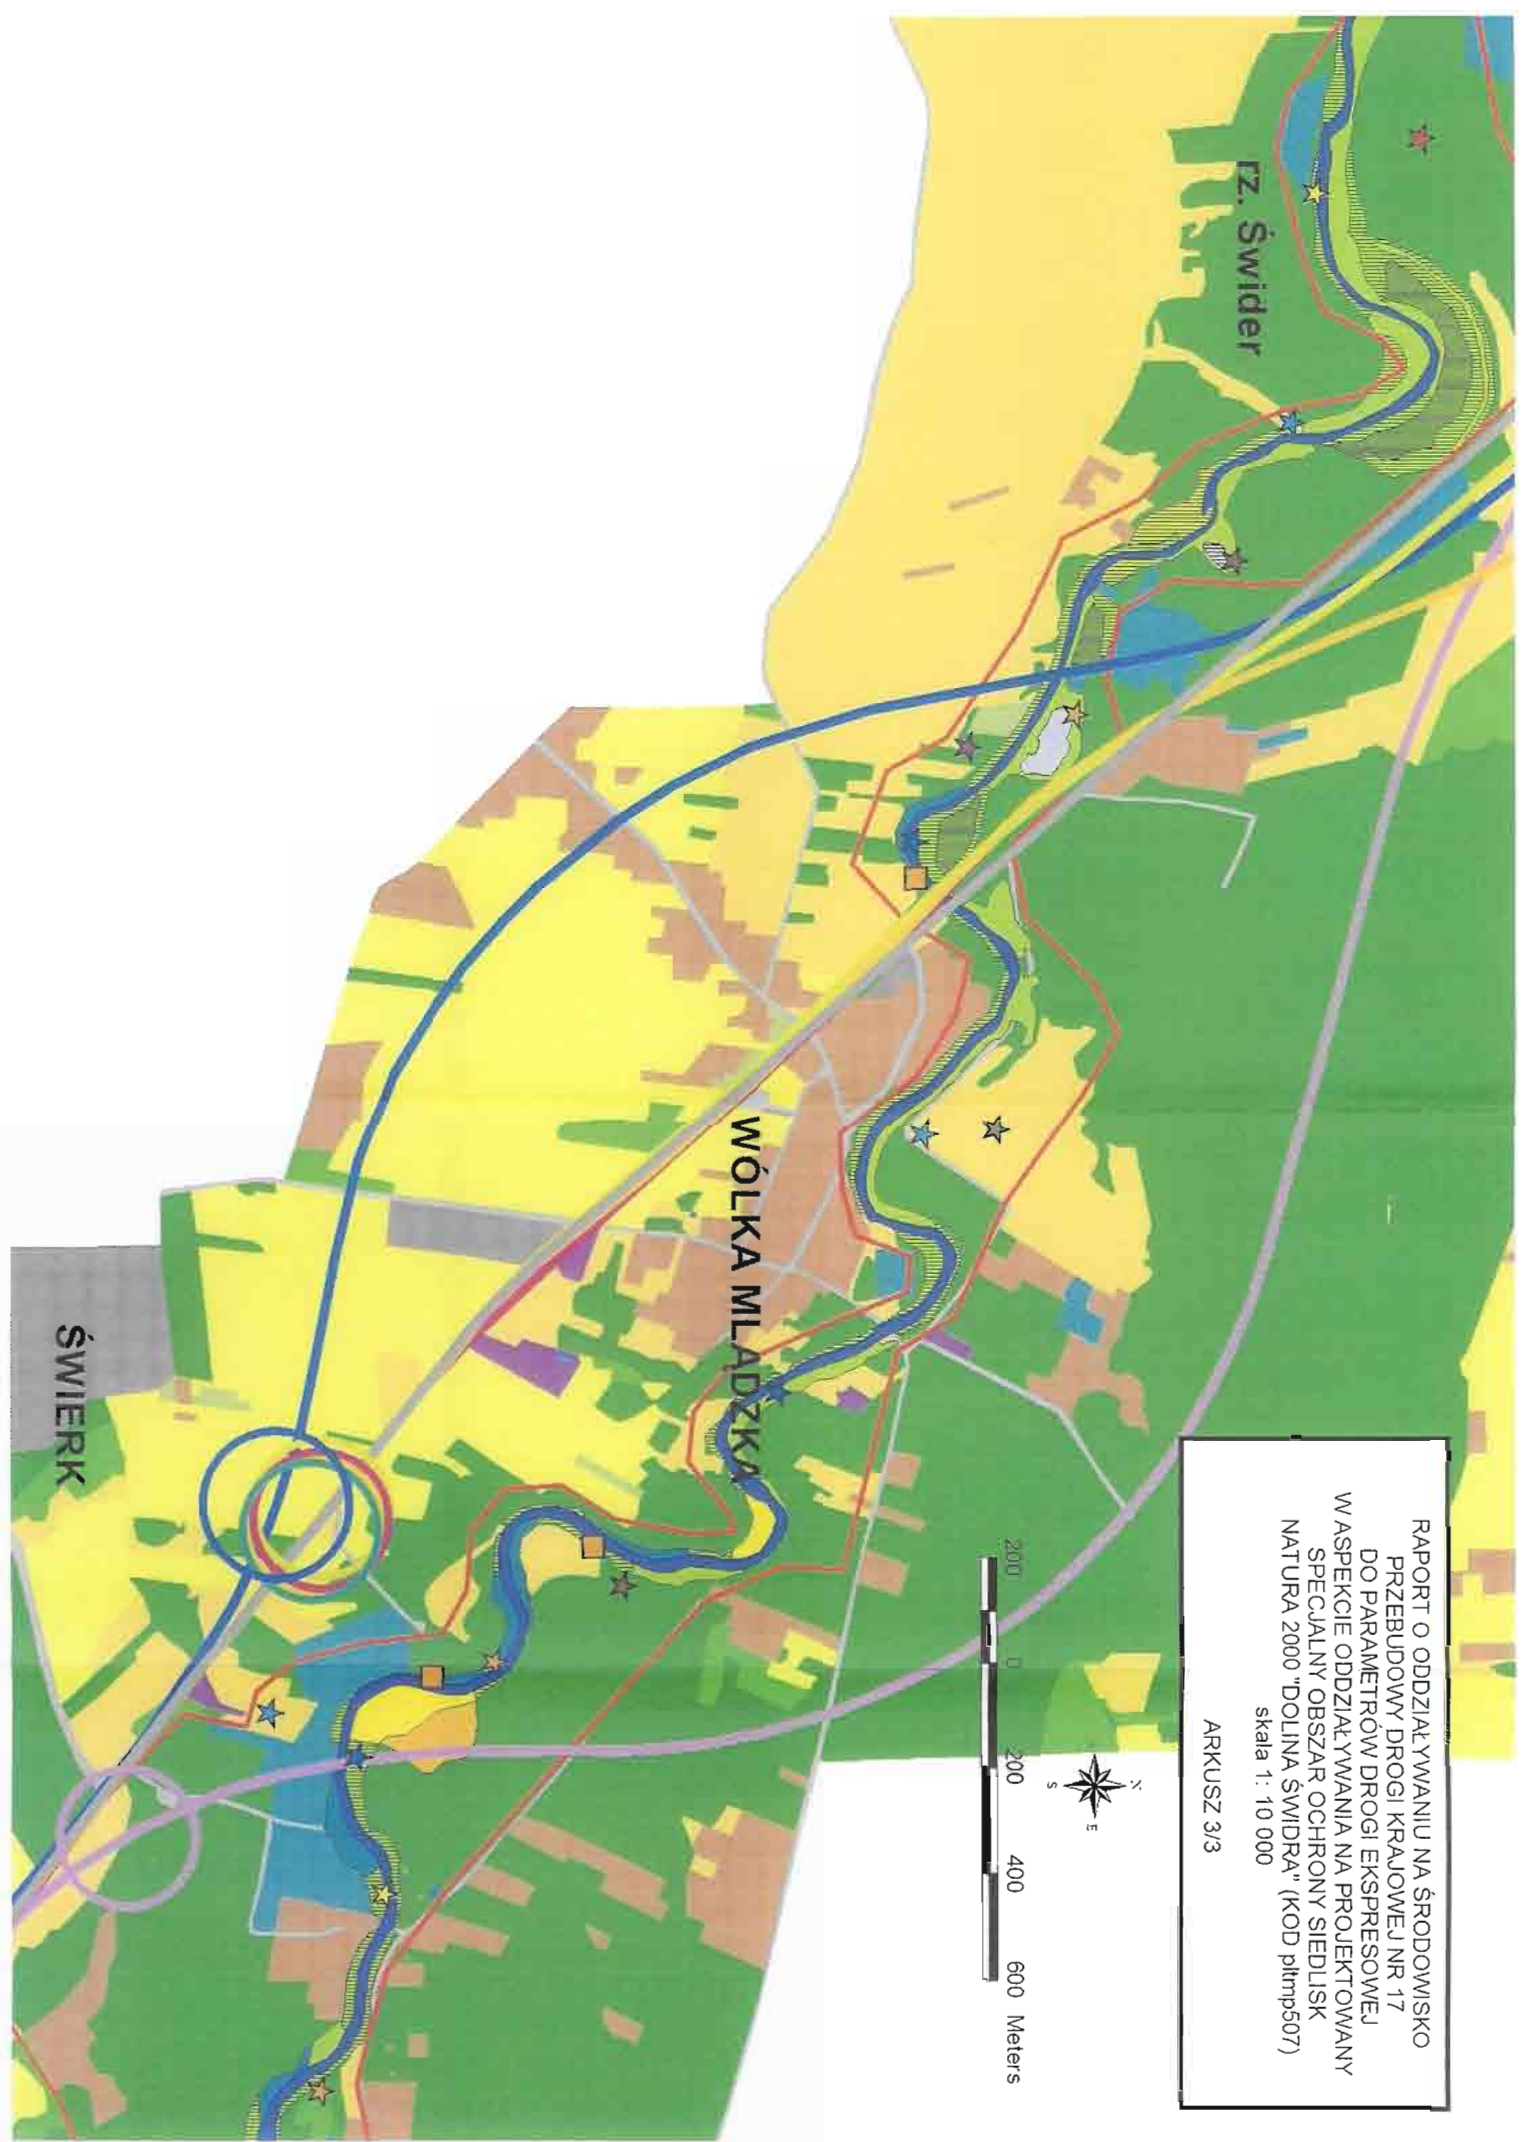 RAPORT O ODDZIAŁYWANIU NA ŚRODOWISKO
PRZEBUDOWY DROGI KRAJOWEJ NR 17
DO PARAMETRÓW DROGI EKSPRESOWEJ
W ASPEKCIE ODDZIAŁYWANIA NA PROJEKTOWANY
SPECJALNY OBSZAR OCHRONY SIEDLISK
NATURA 2000 "DOLINA ŚWIDRA" (KOD pltmp507)
skala 1: 10 000
ARKUSZ 3/3
N
E
S
200 0 200 400 600 Meters
rz. Świder
WÓLKA MLĄDZKA
ŚWIERK